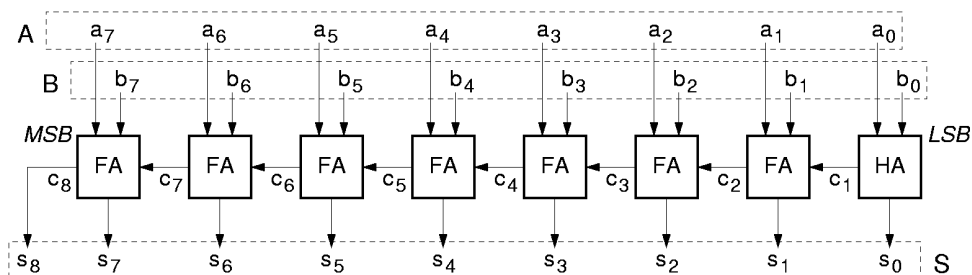 A a7 a6 a5 a4 a3 a2 a1 a0
B b7 b6 b5 b4 b3 b2 b1 b0
MSB FA FA FA FA FA FA FA HA LSB
c8 c7 c6 c5 c4 c3 c2 c1
s8 s7 s6 s5 s4 s3 s2 s1 s0 S